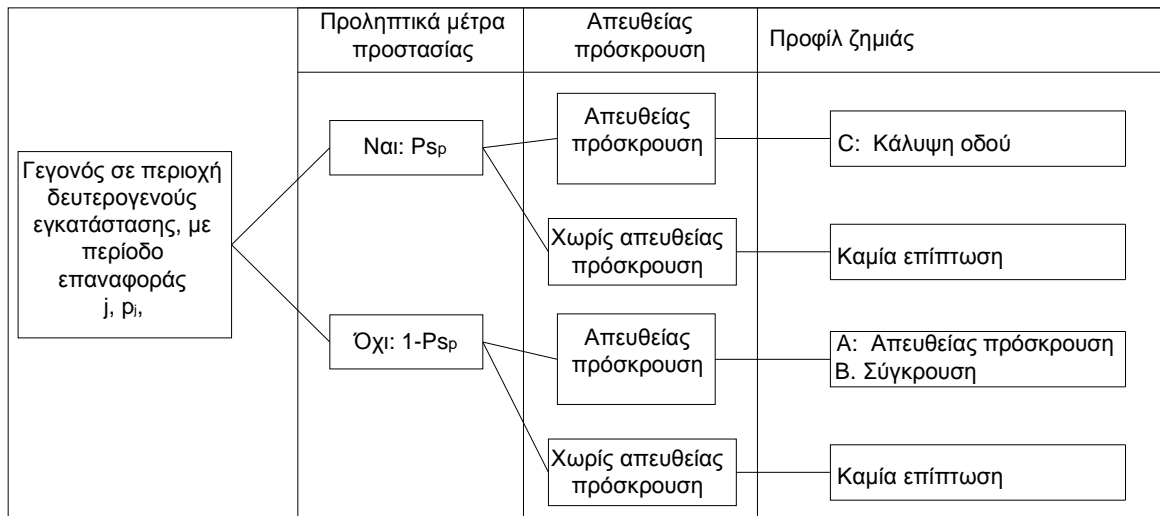 Προληπτικά μέτρα
προστασίας
Απευθείας
πρόσκρουση
Προφίλ ζημιάς
Γεγονός σε περιοχή
δευτερογενούς
εγκατάστασης, με
περίοδο
επαναφοράς
j, pj,
Ναι: Psp
Απευθείας
πρόσκρουση
C: Κάλυψη οδού
Χωρίς απευθείας
πρόσκρουση
Καμία επίπτωση
Όχι: 1-Psp
Απευθείας
πρόσκρουση
A: Απευθείας πρόσκρουση
B. Σύγκρουση
Χωρίς απευθείας
πρόσκρουση
Καμία επίπτωση